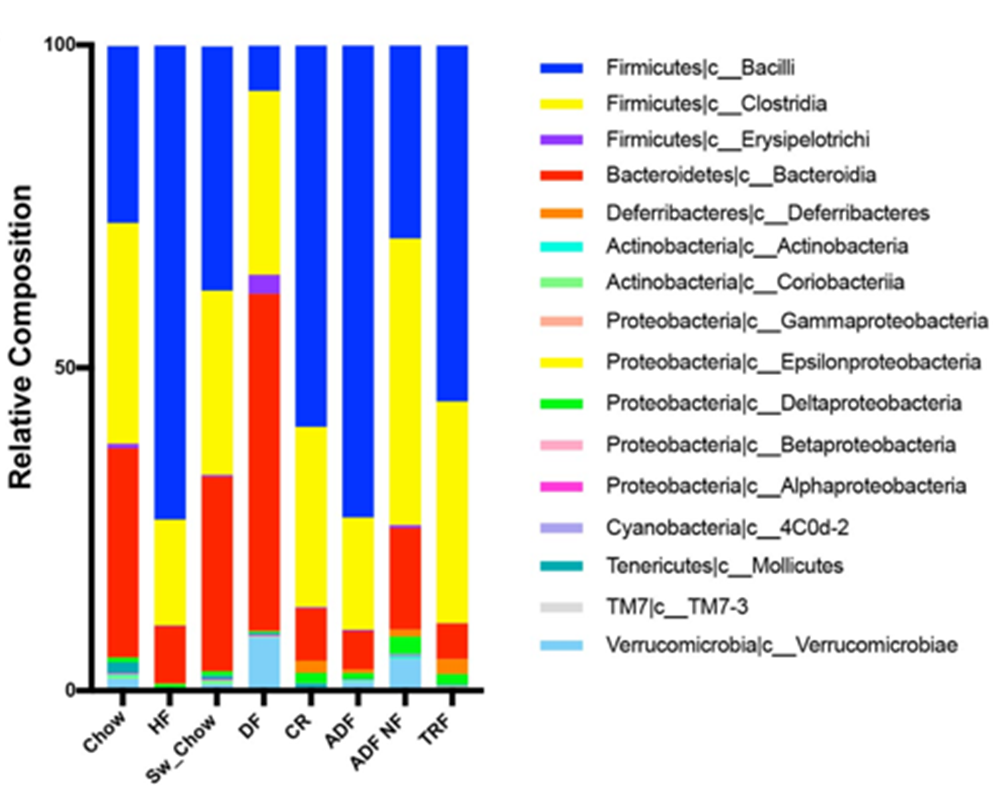 100
50
0
Relative Composition
Chow
HF
Sw_Chow
DF
CR
ADF
ADF NF
TRF
Firmicutes|c__Bacilli
Firmicutes|c__Clostridia
Firmicutes|c__Erysipelotrichi
Bacteroidetes|c__Bacteroidia
Deferribacteres|c__Deferribacteres
Actinobacteria|c__Actinobacteria
Actinobacteria|c__Coriobacteriia
Proteobacteria|c__Gammaproteobacteria
Proteobacteria|c__Epsilonproteobacteria
Proteobacteria|c__Deltaproteobacteria
Proteobacteria|c__Betaproteobacteria
Proteobacteria|c__Alphaproteobacteria
Cyanobacteria|c__4C0d-2
Tenericutes|c__Mollicutes
TM7|c__TM7-3
Verrucomicrobia|c__Verrucomicrobiae